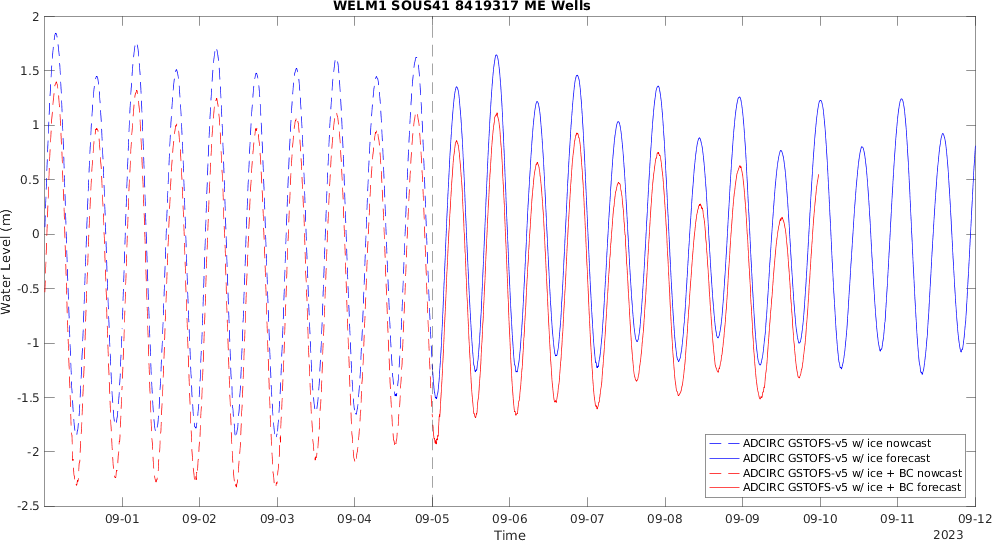 WELM1 SOUS41 8419317 ME Wells
Water Level (m)
2
1.5
1
0.5
0
-0.5
-1
-1.5
-2
-2.5
ADCIRC GSTOFS-v5 w/ ice nowcast
ADCIRC GSTOFS-v5 w/ ice forecast
ADCIRC GSTOFS-v5 w/ ice + BC nowcast
ADCIRC GSTOFS-v5 w/ ice + BC forecast
09-01 09-02 09-03 09-04 09-05 09-06 09-07 09-08 09-09 09-10 09-11 09-12
Time
2023